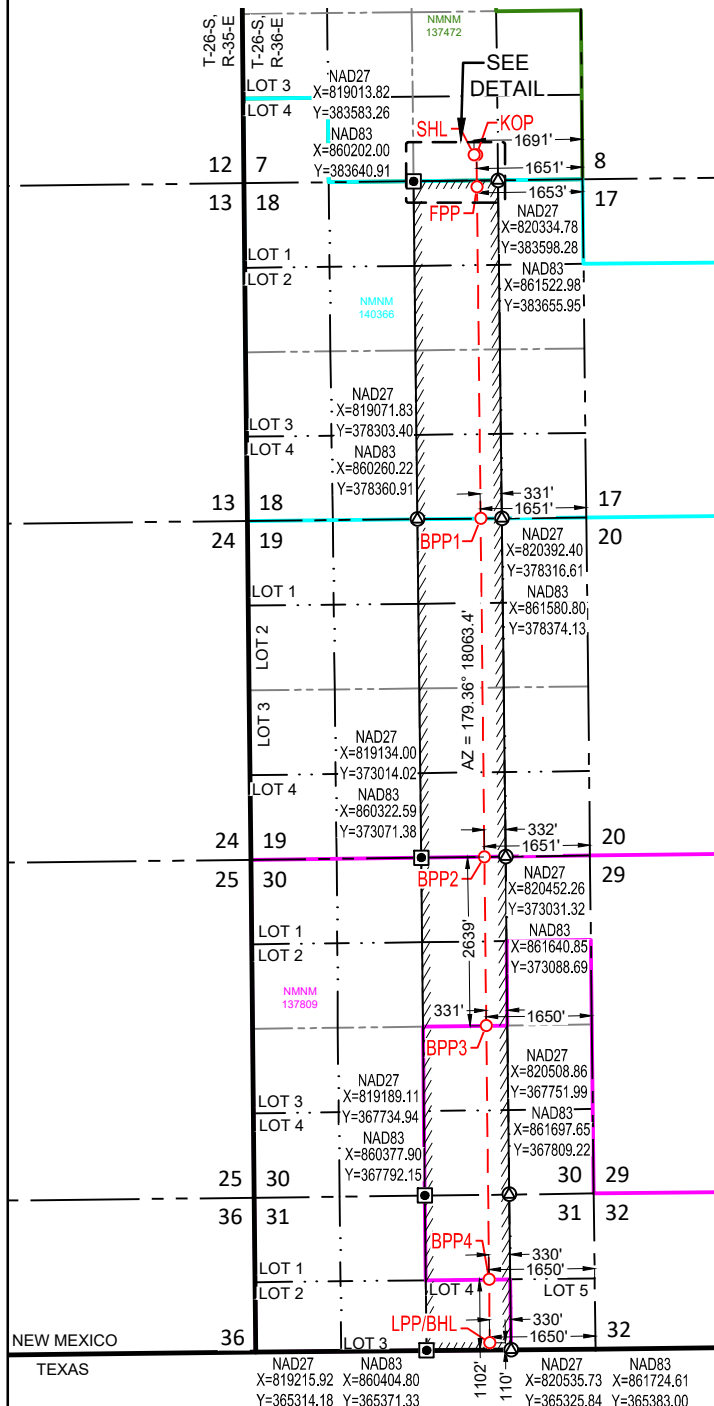 T-26-S,
R-35-E
T-26-S,
R-36-E
NMNM
137472
SEE
DETAIL
LOT 3
LOT 4
NAD27
X=819013.82
Y=383583.26
NAD83
X=860202.00
Y=383640.91
SHL
KOP
1691'
1651'
1653'
12
7
8
13
18
17
FPP
NAD27
X=820334.78
Y=383598.28
NAD83
X=861522.98
Y=383655.95
LOT 1
LOT 2
NMNM
140366
NAD27
X=819071.83
Y=378303.40
NAD83
X=860260.22
Y=378360.91
LOT 3
LOT 4
331'
1651'
13
18
17
24
19
20
BPP1
NAD27
X=820392.40
Y=378316.61
NAD83
X=861580.80
Y=378374.13
LOT 1
LOT 2
LOT 3
AZ = 179.36° 18063.4'
NAD27
X=819134.00
Y=373014.02
NAD83
X=860322.59
Y=373071.38
LOT 4
332'
1651'
24
19
20
25
30
29
BPP2
NAD27
X=820452.26
Y=373031.32
NAD83
X=861640.85
Y=373088.69
2639'
LOT 1
LOT 2
NMNM
137809
331'
1650'
BPP3
NAD27
X=820508.86
Y=367751.99
NAD83
X=861697.65
Y=367809.22
NAD27
X=819189.11
Y=367734.94
NAD83
X=860377.90
Y=367792.15
LOT 3
LOT 4
25
30
30
29
36
31
31
32
BPP4
330'
1650'
LOT 1
LOT 2
LOT 4
LOT 5
LPP/BHL
330'
1650'
1102'
110'
NEW MEXICO
36
LOT 3
32
TEXAS
NAD27
X=819215.92
Y=365314.18
NAD83
X=860404.80
Y=365371.33
NAD27
X=820535.73
Y=365325.84
NAD83
X=861724.61
Y=365383.00